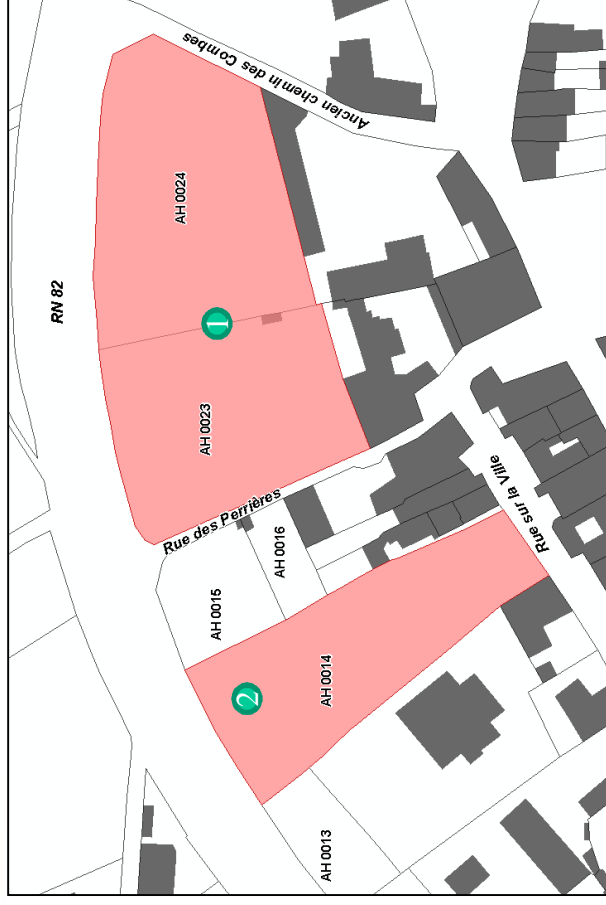 Ancien chemin des Combes
AH 0024
RN 82
1
AH 0023
Rue des Perrières
AH 0016
Rue sur la Ville
AH 0015
AH 0014
2
AH 0013